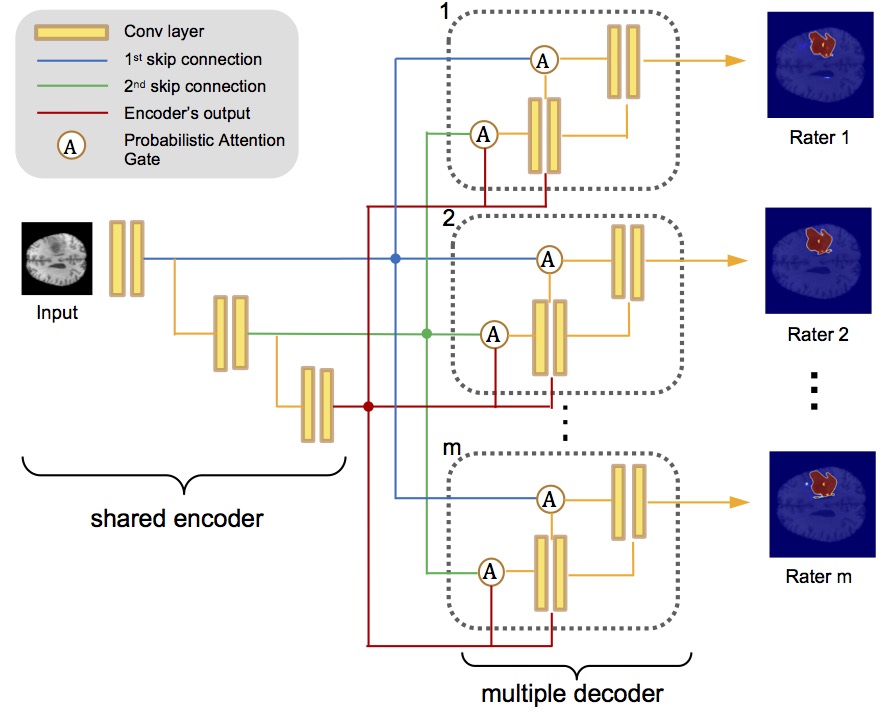 Conv layer
1st skip connection
2nd skip connection
Encoder's output
A
Probabilistic Attention
Gate
1
A
A
Rater 1
Input
2
A
A
Rater 2
m
A
A
Rater m
shared encoder
multiple decoder